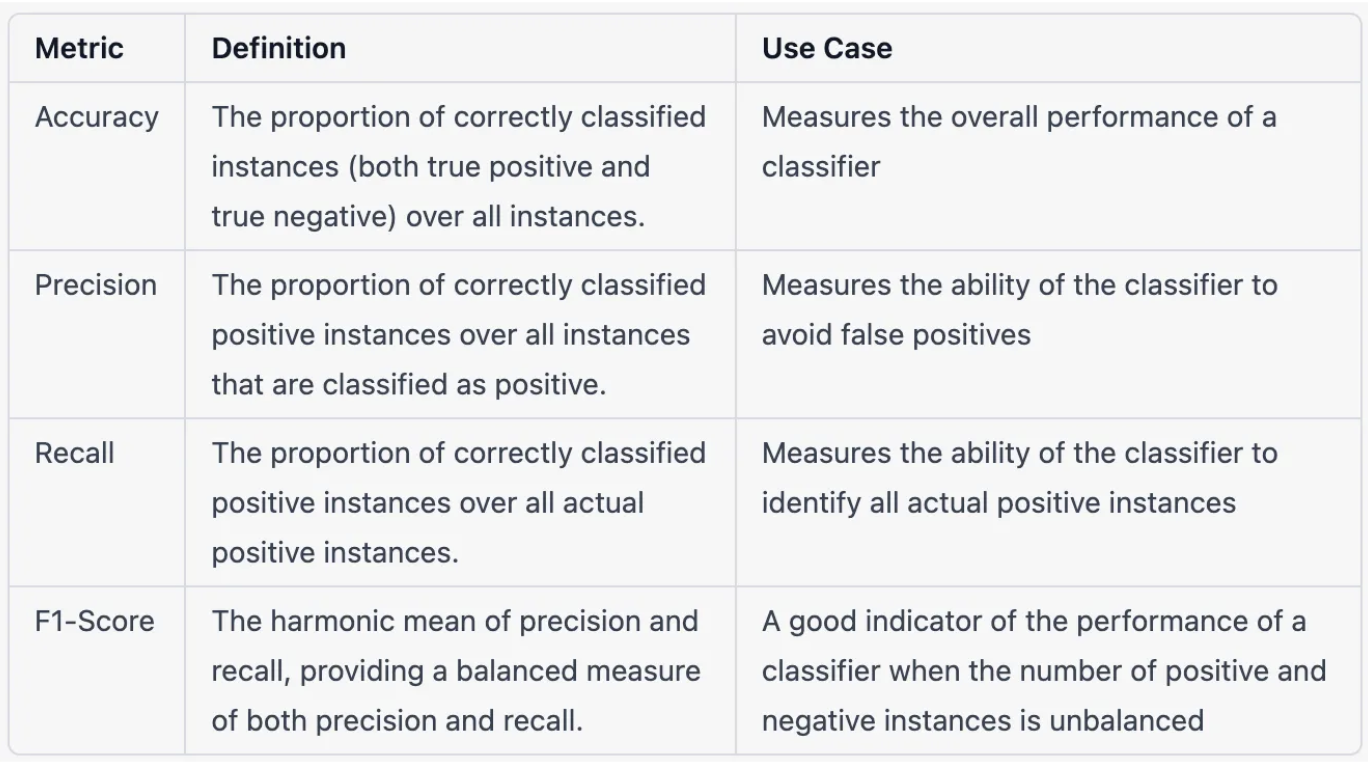 Metric Definition Use Case
Accuracy The proportion of correctly classified Measures the overall performance of a
instances (both true positive and classifier
true negative) over all instances.
Precision The proportion of correctly classified Measures the ability of the classifier to
positive instances over all instances avoid false positives
that are classified as positive.
Recall The proportion of correctly classified Measures the ability of the classifier to
positive instances over all actual identify all actual positive instances
positive instances.
F1-Score The harmonic mean of precision and A good indicator of the performance of a
recall, providing a balanced measure classifier when the number of positive and
of both precision and recall. negative instances is unbalanced